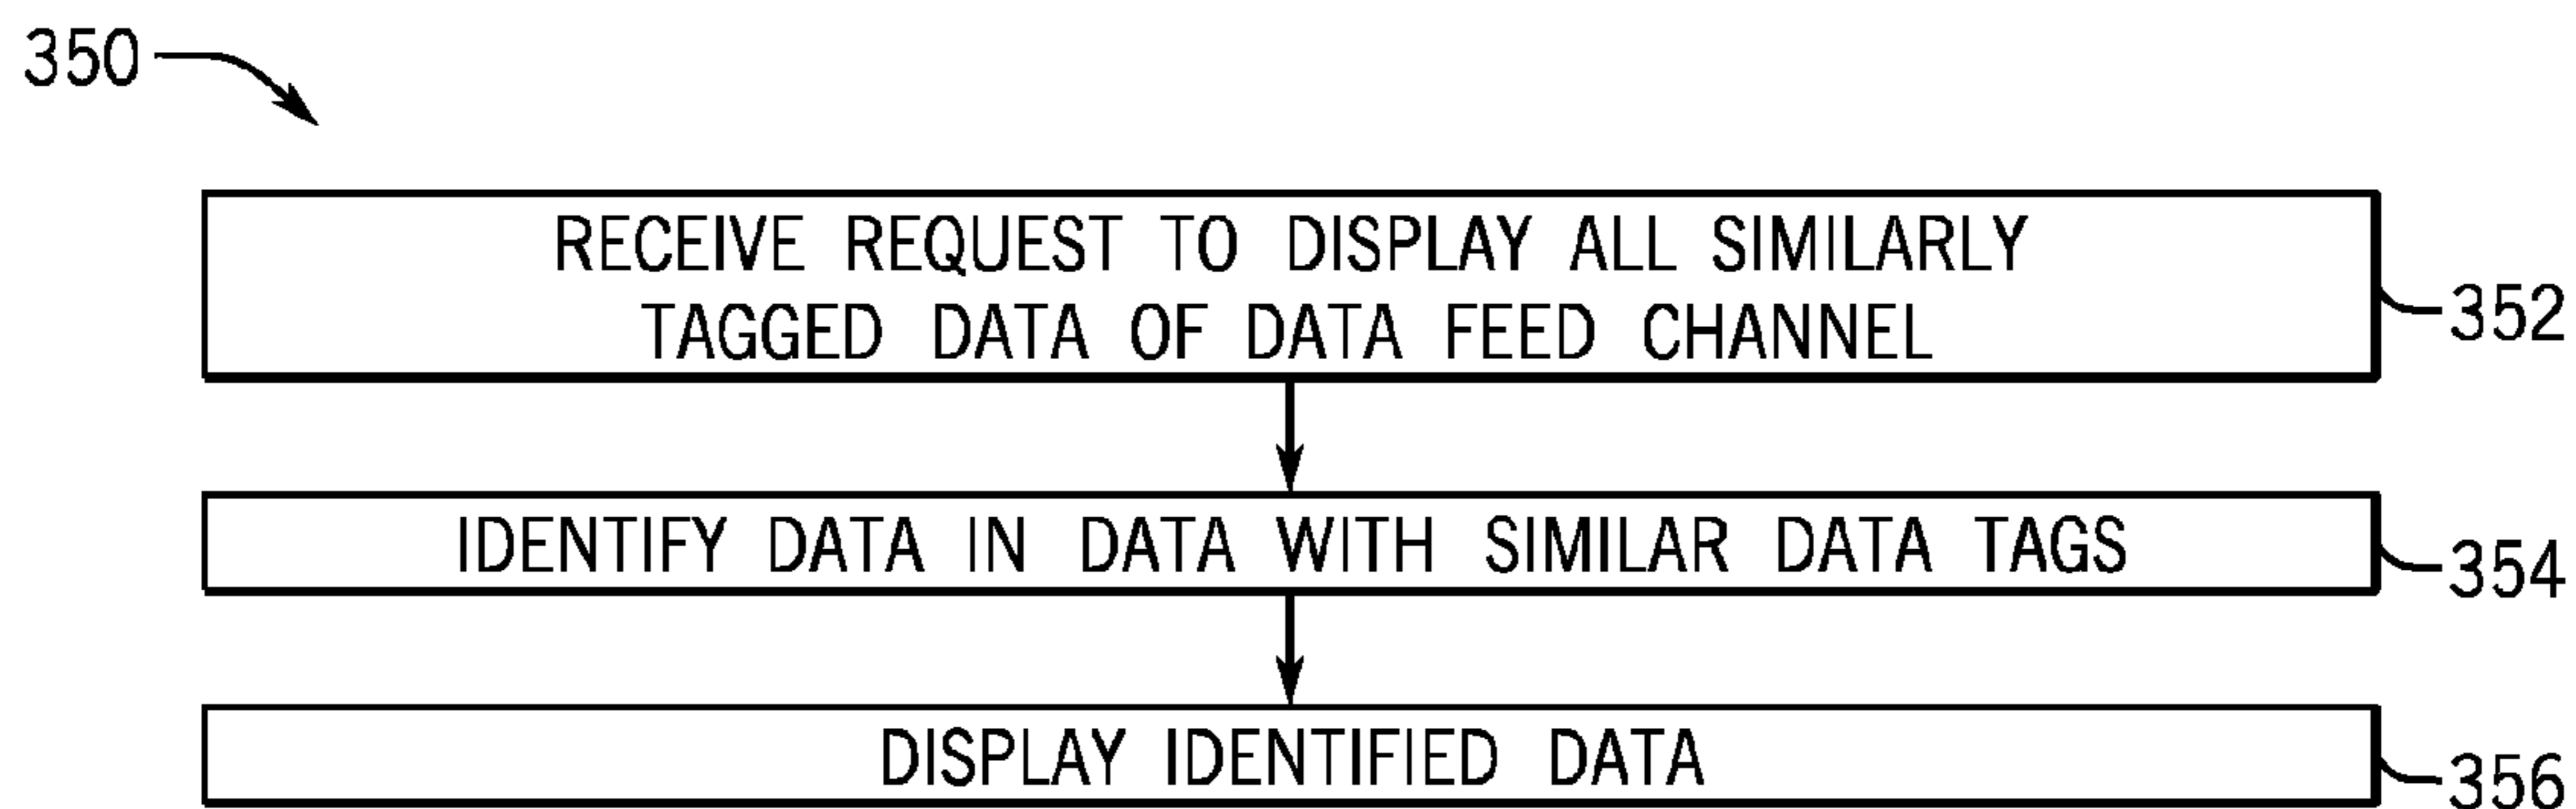 350
RECEIVE REQUEST TO DISPLAY ALL SIMILARLY
TAGGED DATA OF DATA FEED CHANNEL
352
IDENTIFY DATA IN DATA WITH SIMILAR DATA TAGS
354
DISPLAY IDENTIFIED DATA
356